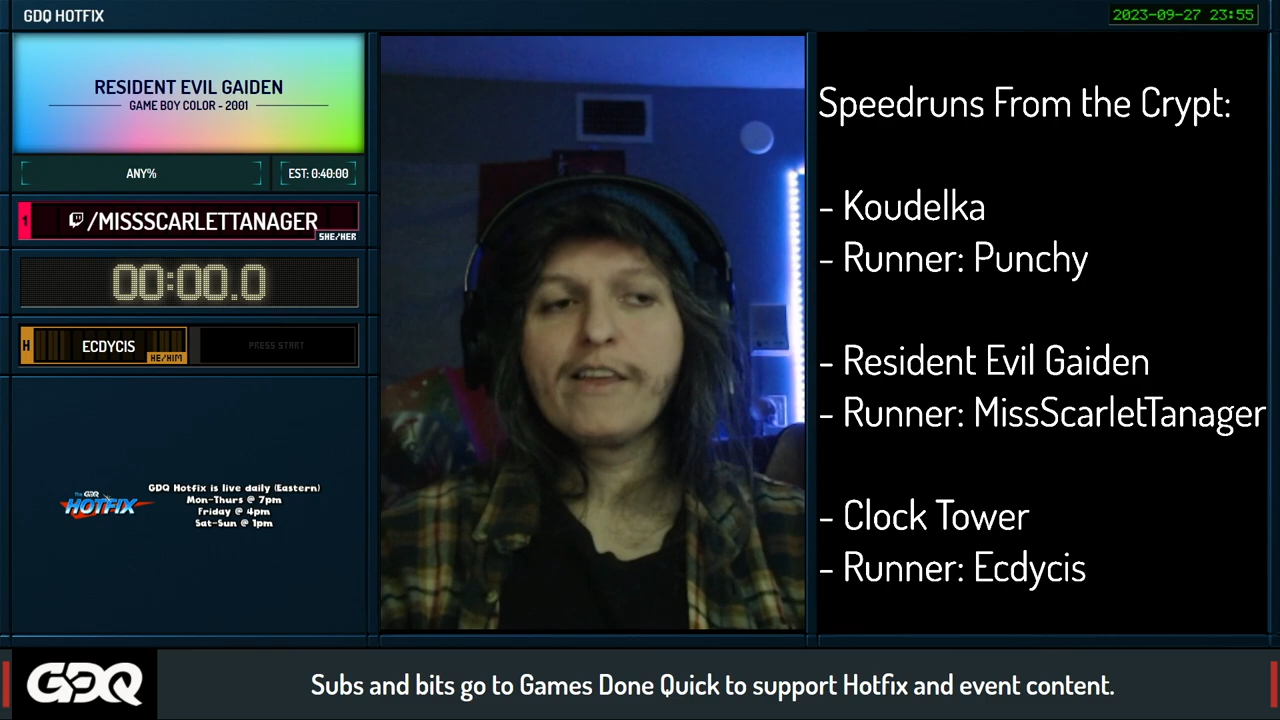 GDQ HOTFIX
2023-09-27 23:55
RESIDENT EVIL GAIDEN
GAME BOY COLOR - 2001
ANY%
EST: 0:40:00
1
/MISSSCARLETTANAGER
SHE/HER
00:00.0
H
ECDYCIS
HE/HIM
PRESS START
The GDQ
HOTFIX
GDQ Hotfix is live daily (Eastern)
Mon-Thurs @ 7pm
Friday @ 4pm
Sat-Sun @ 1pm
Speedruns From the Crypt:
- Koudelka
- Runner: Punchy
- Resident Evil Gaiden
- Runner: MissScarletTanager
- Clock Tower
- Runner: Ecdycis
GDQ
Subs and bits go to Games Done Quick to support Hotfix and event content.